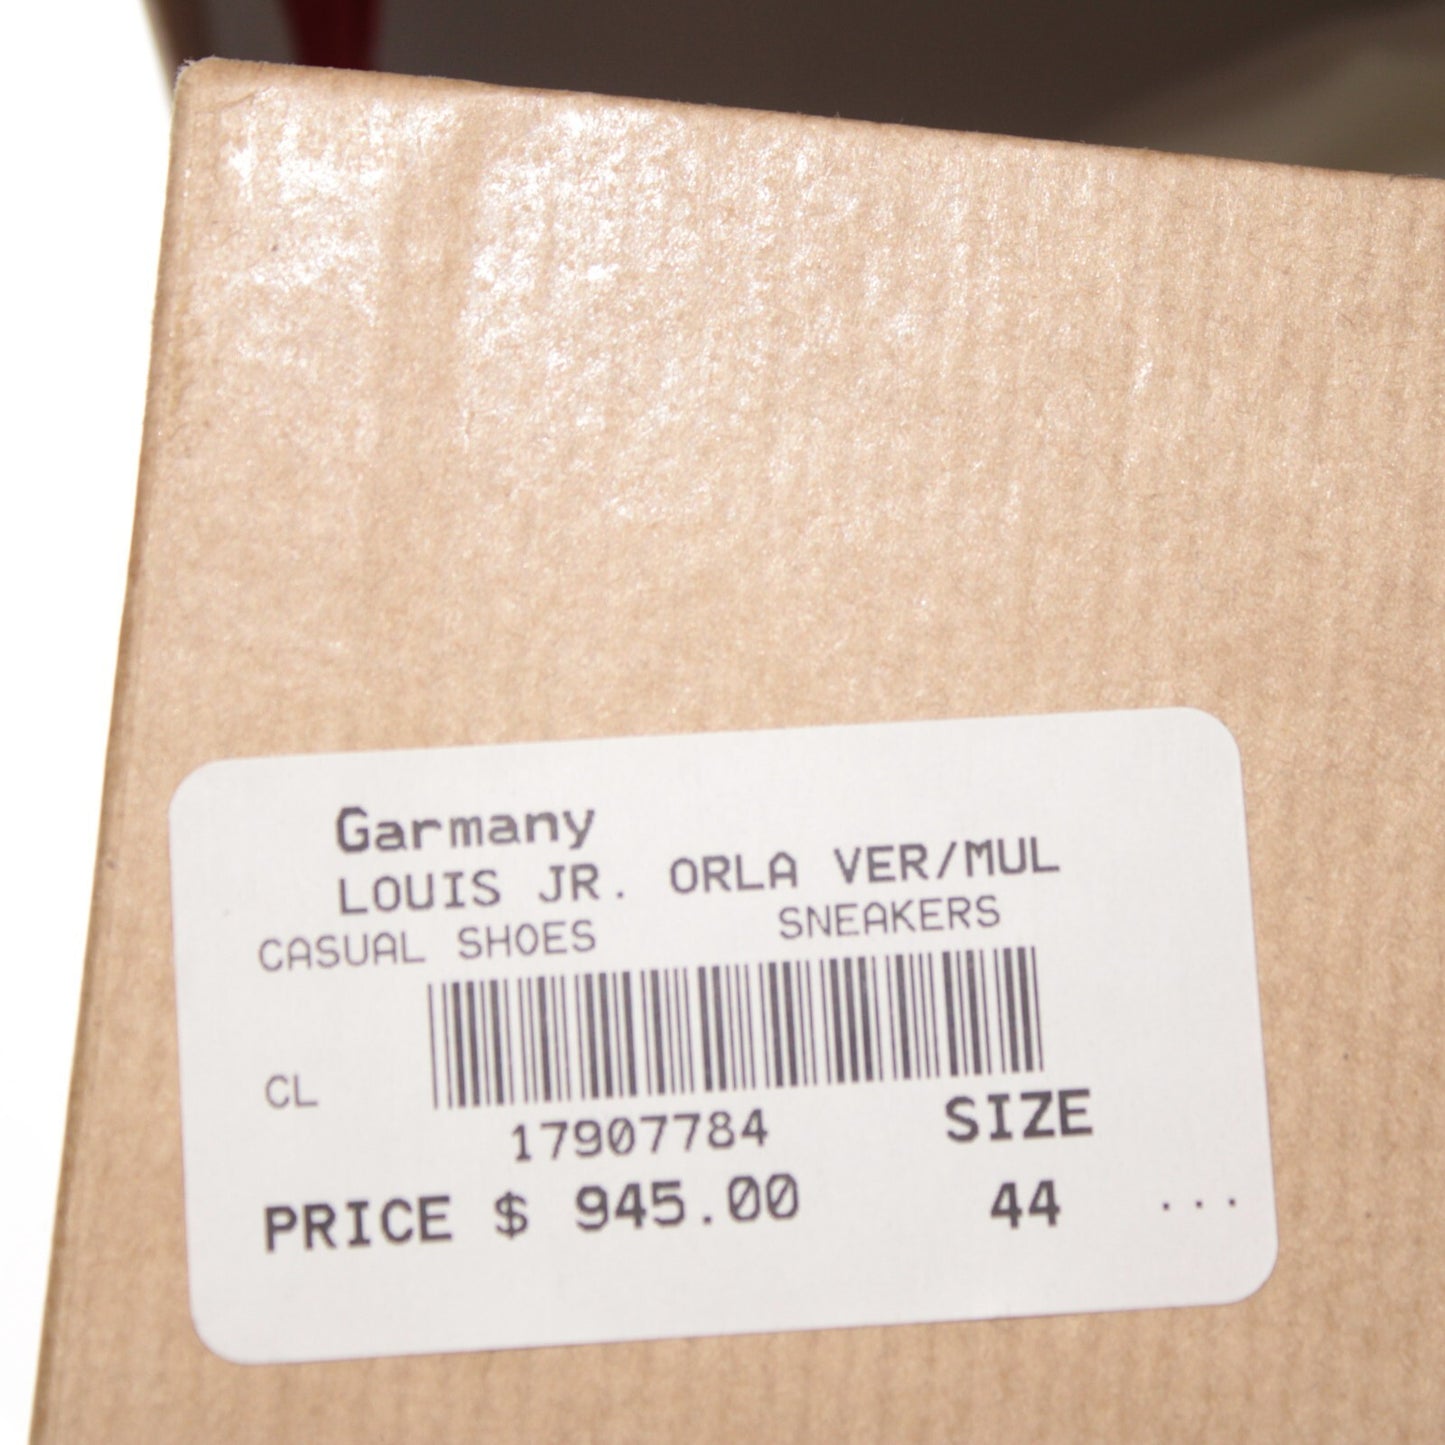 Garmany
LOUIS JR. ORLA VER/MUL
CASUAL SHOES SNEAKERS
CL
17907784 SIZE
PRICE $ 945.00 44 ...